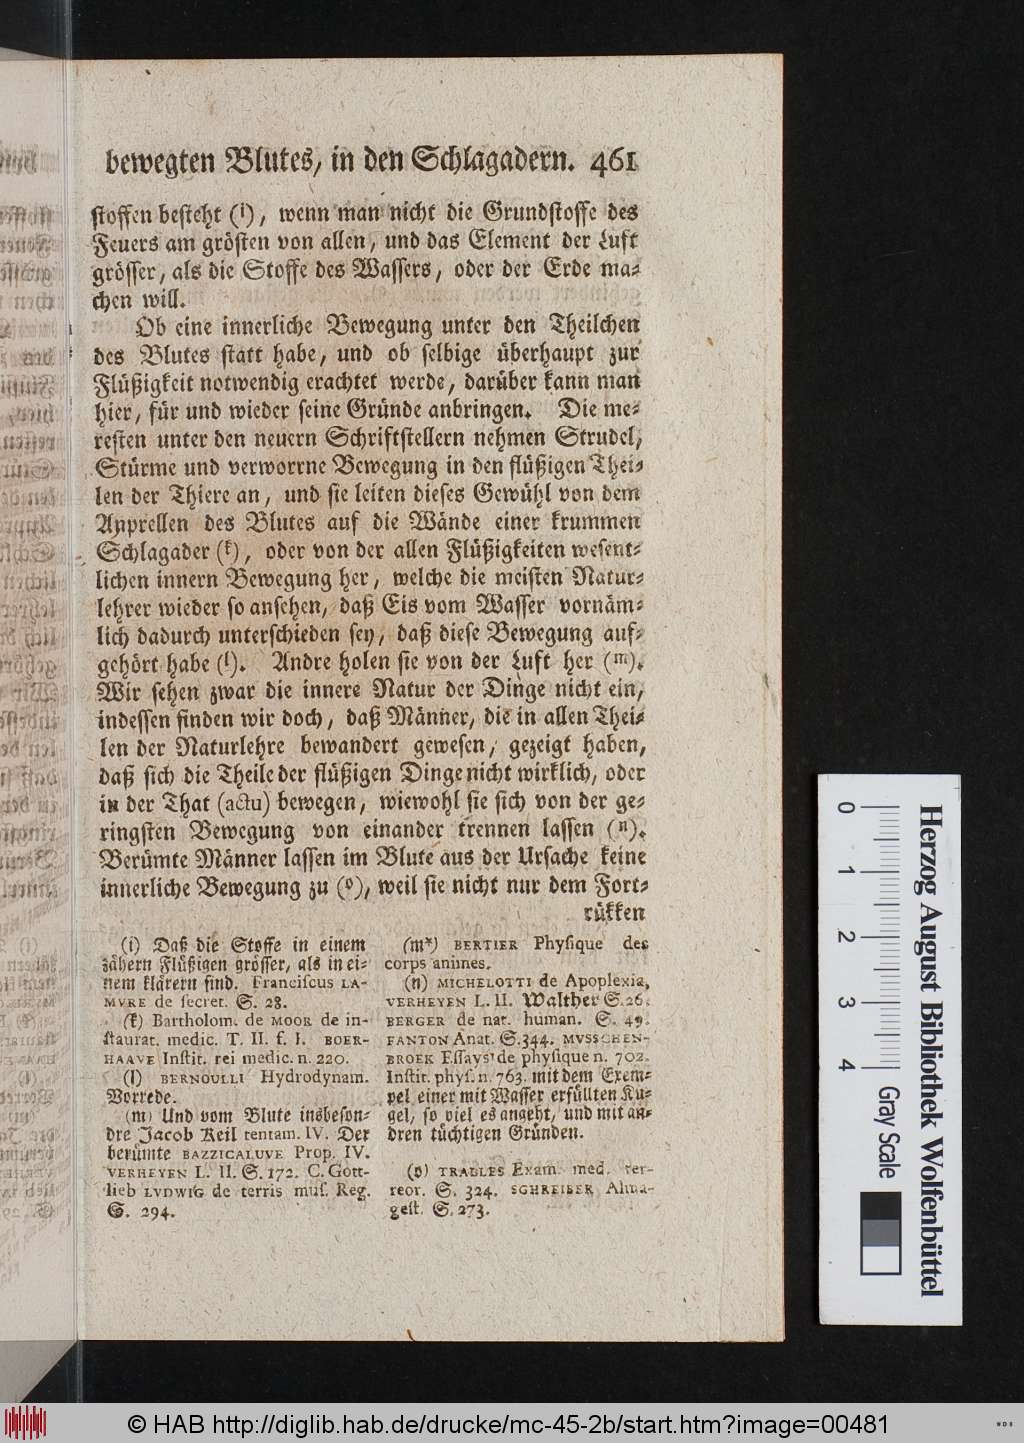 bewegten Blutes, in den Schlagadern. 461
stoffen besteht (i), wenn man nicht die Grundstoffe des
Feuers am grösten von allen, und das Element der Luft
grösser, als die Stoffe des Wassers, oder der Erde ma-
chen will.
Ob eine innerliche Bewegung unter den Theilchen
des Blutes statt habe, und ob selbige überhaupt zur
Flüßigkeit notwendig erachtet werde, darüber kann man
hier, für und wieder seine Gründe anbringen. Die me-
resten unter den neuern Schriftstellern nehmen Strudel,
Stürme und verworrne Bewegung in den flüßigen Thei-
len der Thiere an, und sie leiten dieses Gewühl von dem
Anprellen des Blutes auf die Wände einer krummen
Schlagader (k), oder von der allen Flüßigkeiten wesent-
lichen innern Bewegung her, welche die meisten Natur-
lehrer wieder so ansehen, daß Eis vom Wasser vornäm-
lich dadurch unterschieden sey, daß diese Bewegung auf-
gehört habe (l). Andre holen sie von der Luft her (m).
Wir sehen zwar die innere Natur der Dinge nicht ein,
indessen finden wir doch, daß Männer, die in allen Thei-
len der Naturlehre bewandert gewesen, gezeigt haben,
daß sich die Theile der flüßigen Dinge nicht wirklich, oder
in der That (actu) bewegen, wiewohl sie sich von der ge-
ringsten Bewegung von einander trennen lassen (n).
Berümte Männer lassen im Blute aus der Ursache keine
innerliche Bewegung zu (o), weil sie nicht nur dem Fort-
rükken
(i) Daß die Stoffe in einem
zähern Flüßigen grösser, als in ei-
nem klärern sind. Franciscus LA-
MVRE de secret. S. 28.
(k) Bartholom. de MOOR de in-
staurat. medic. T. II. s. I. BOER-
HAAVE Instit. rei medic. n. 220.
(l) BERNOULLI Hydrodynam.
Vorrede.
(m) Und vom Blute insbeson-
dre Jacob Keil tentam. IV. Der
berümte BAZZICALUVE Prop. IV.
VERHEYEN L. II. S. 172. C. Gott-
lieb LVDWIG de terris mus. Reg.
S. 294.
(m*) BERTIER Physique des
corps animes.
(n) MICHELOTTI de Apoplexia,
VERHEYEN L. II. Walther S. 26.
BERGER de nat. human. S. 49.
FANTON Anat. S. 344. MVSSCHEN-
BROEK Essays de physique n. 702.
Instit. phys. n. 763. mit dem Exem-
pel einer mit Wasser erfüllten Ku-
gel, so viel es angeht, und mit an-
dren tüchtigen Gründen.
(o) TRALLES Exam. med. ter-
reor. S. 324. SCHREIBER Alma-
gest. S. 273.
0 1 2 3 4
Herzog August Bibliothek Wolfenbüttel
Gray Scale
© HAB http://diglib.hab.de/drucke/mc-45-2b/start.htm?image=00481